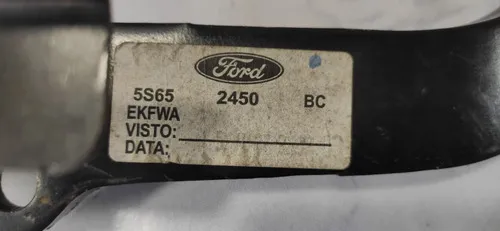 Ford
5S65 2450 BC
EKFWA
VISTO:
DATA: